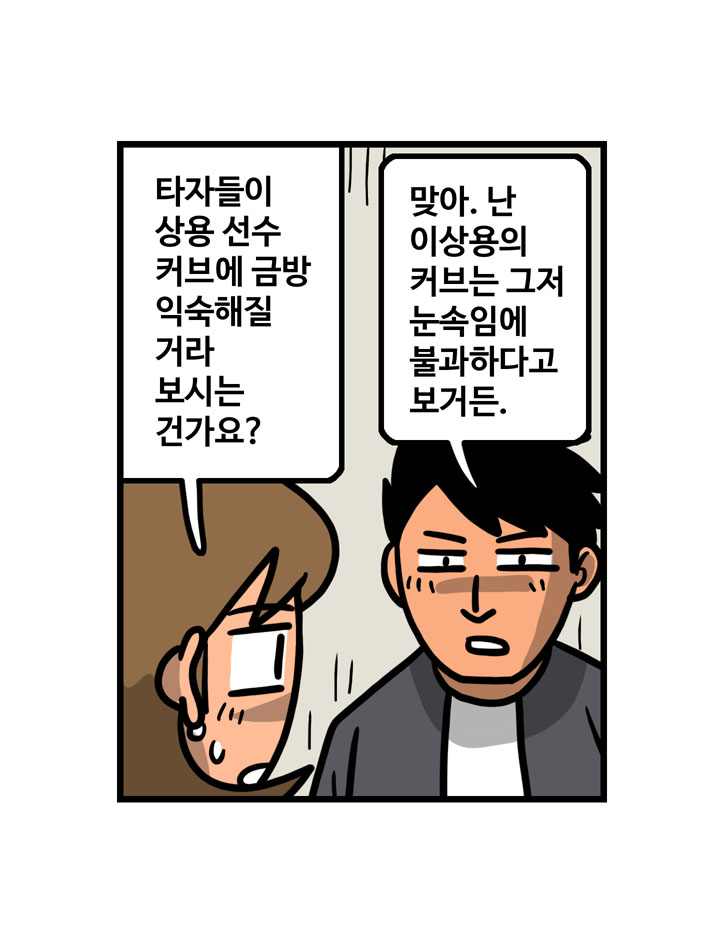 타자들이
상용 선수
커브에 금방
익숙해질
거라
보시는
건가요?
맞아. 난
이상용의
커브는 그저
눈속임에
불과하다고
보거든.